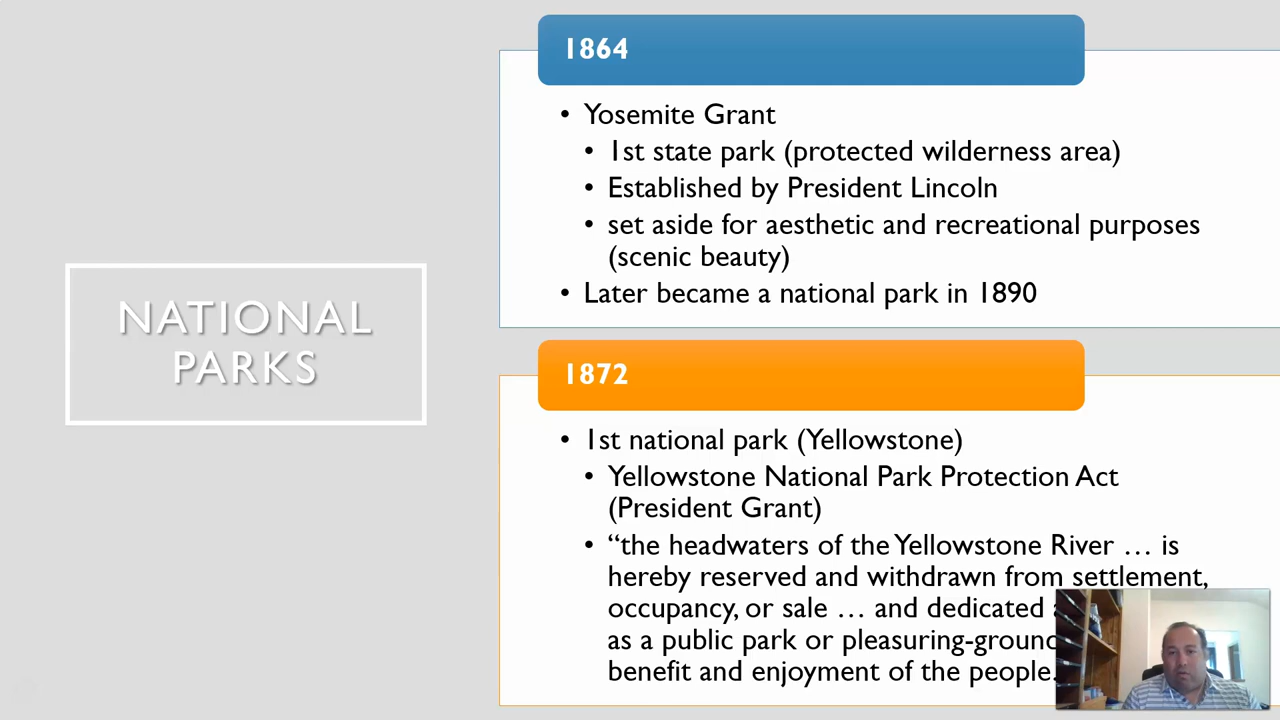 NATIONAL
PARKS
1864
• Yosemite Grant
• 1st state park (protected wilderness area)
• Established by President Lincoln
• set aside for aesthetic and recreational purposes
(scenic beauty)
• Later became a national park in 1890
1872
• 1st national park (Yellowstone)
• Yellowstone National Park Protection Act
(President Grant)
• “the headwaters of the Yellowstone River … is
hereby reserved and withdrawn from settlement,
occupancy, or sale … and dedicated
as a public park or pleasuring-ground
benefit and enjoyment of the people.